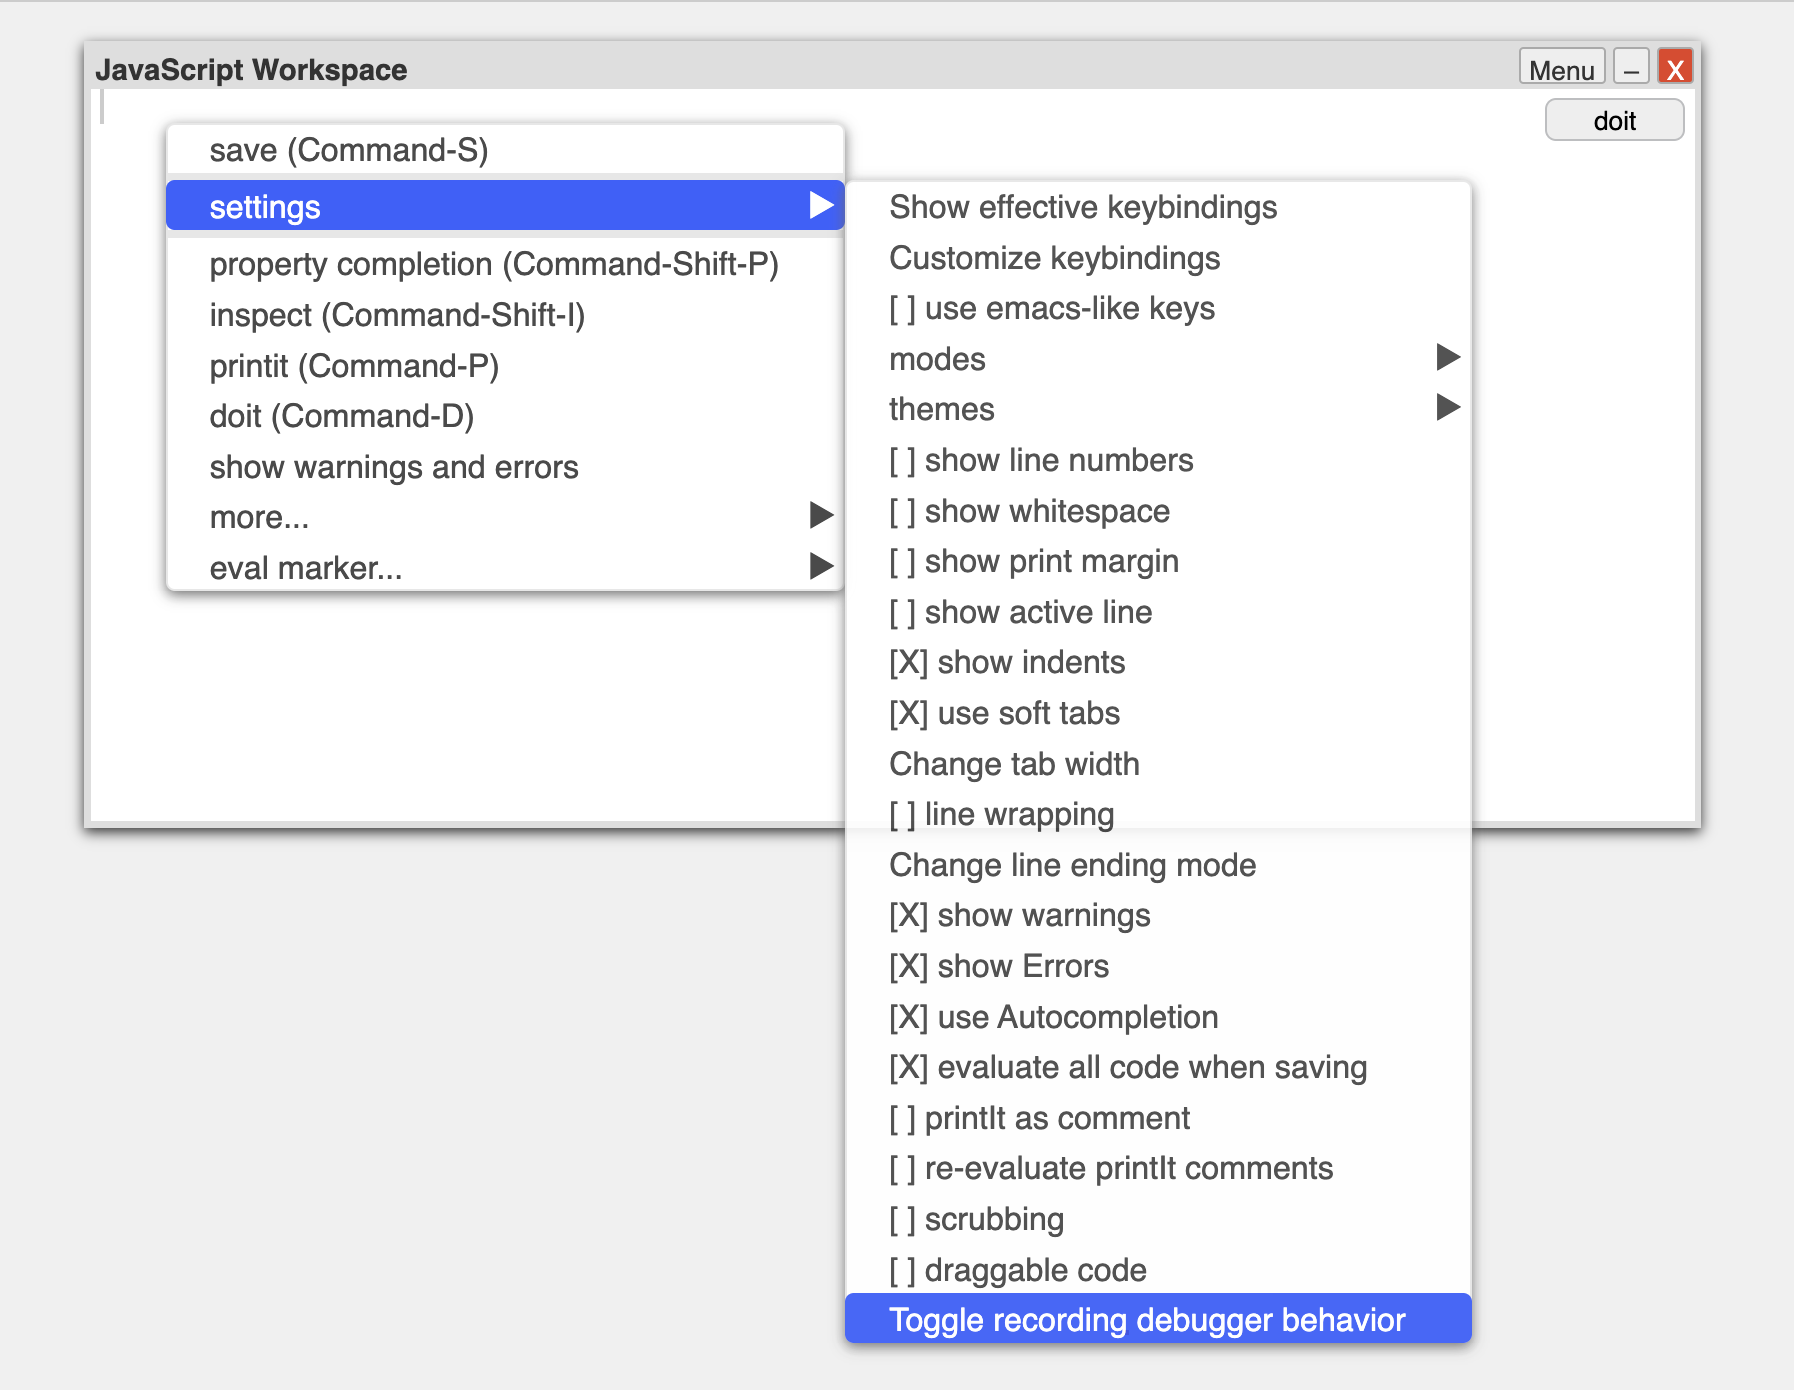 JavaScript Workspace
Menu
–
X
doit
save (Command-S)
settings
property completion (Command-Shift-P)
inspect (Command-Shift-I)
printit (Command-P)
doit (Command-D)
show warnings and errors
more...
eval marker...
Show effective keybindings
Customize keybindings
[ ] use emacs-like keys
modes
themes
[ ] show line numbers
[ ] show whitespace
[ ] show print margin
[ ] show active line
[X] show indents
[X] use soft tabs
Change tab width
[ ] line wrapping
Change line ending mode
[X] show warnings
[X] show Errors
[X] use Autocompletion
[X] evaluate all code when saving
[ ] printIt as comment
[ ] re-evaluate printIt comments
[ ] scrubbing
[ ] draggable code
Toggle recording debugger behavior